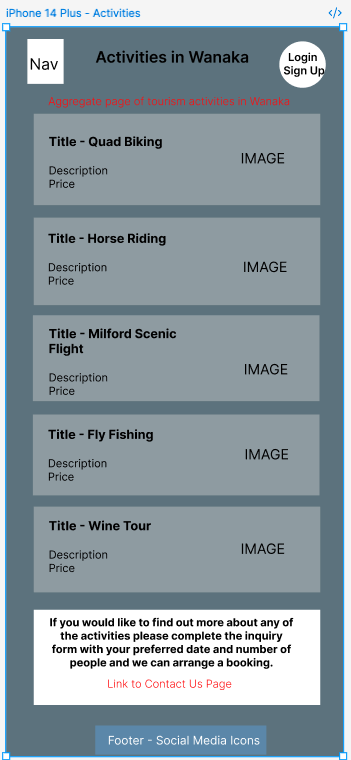 iPhone 14 Plus - Activities
Nav
Activities in Wanaka
Login
Sign Up
Aggregate page of tourism activities in Wanaka
Title - Quad Biking
Description
Price
IMAGE
Title - Horse Riding
Description
Price
IMAGE
Title - Milford Scenic
Flight
Description
Price
IMAGE
Title - Fly Fishing
Description
Price
IMAGE
Title - Wine Tour
Description
Price
IMAGE
If you would like to find out more about any of
the activities please complete the inquiry
form with your preferred date and number of
people and we can arrange a booking.
Link to Contact Us Page
Footer - Social Media Icons